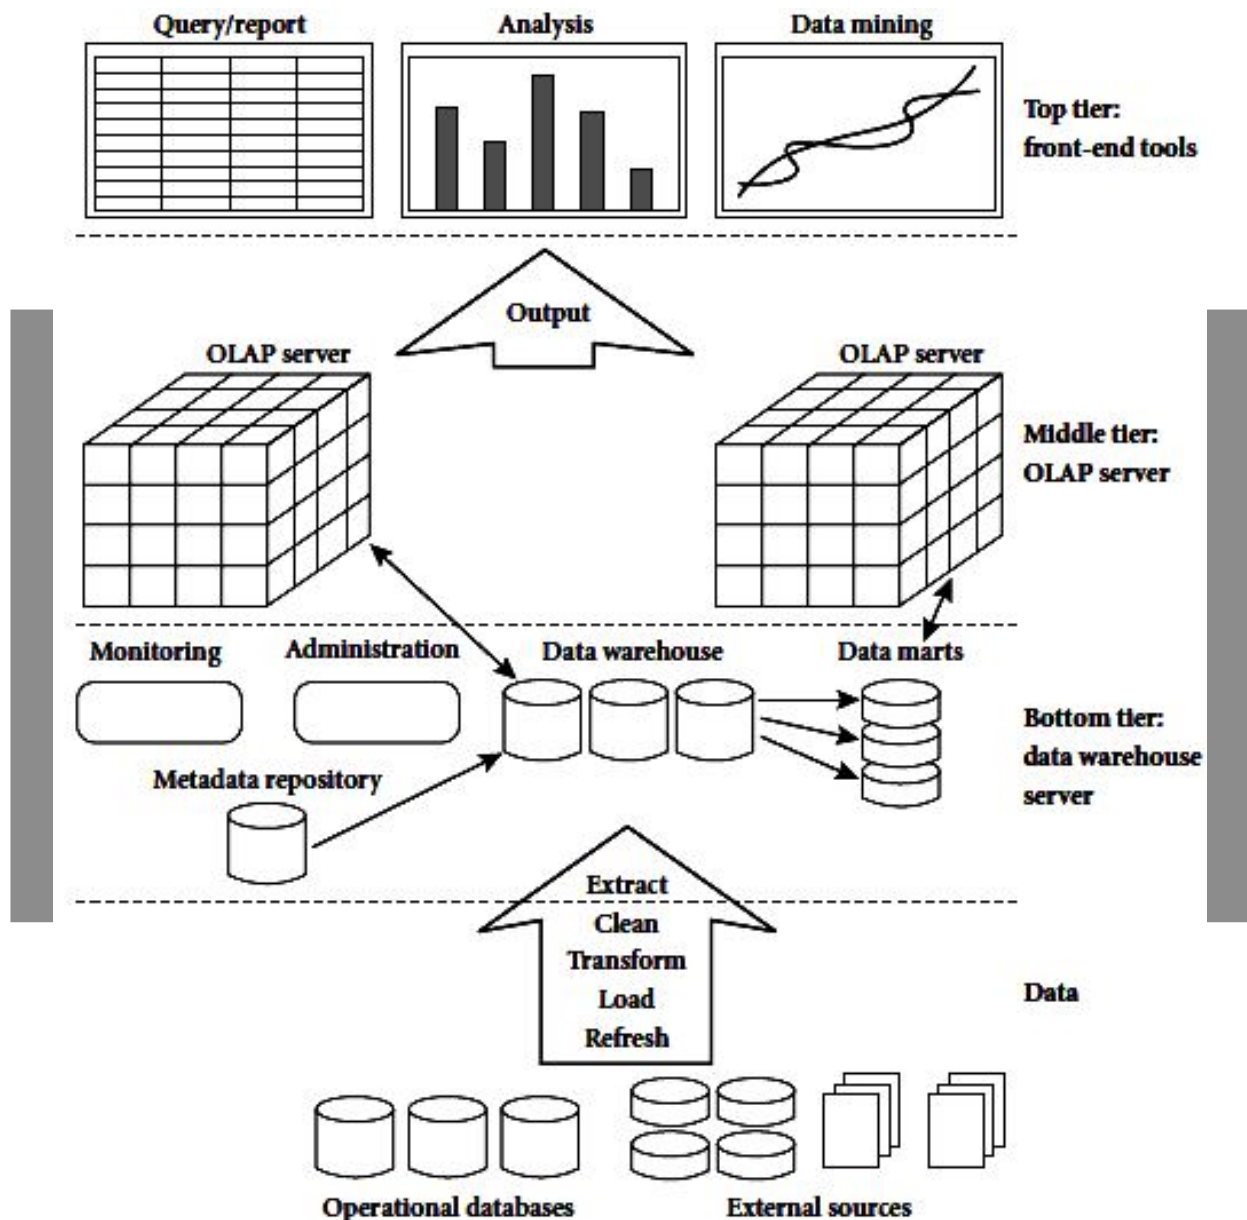 Query/report
Analysis
Data mining
Top tier:
front-end tools
Output
OLAP server
OLAP server
Middle tier:
OLAP server
Monitoring
Administration
Data warehouse
Data marts
Bottom tier:
data warehouse
server
Metadata repository
Extract
Clean
Transform
Load
Refresh
Data
Operational databases
External sources